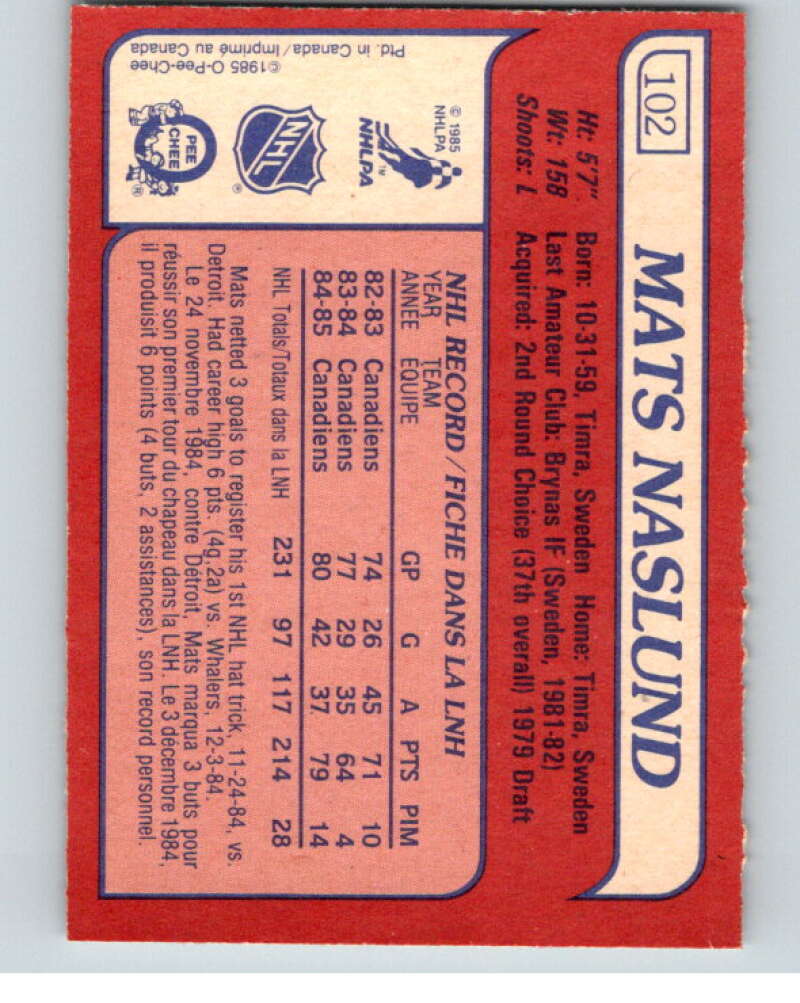 102
MATS NASLUND
Ht: 5'7" Born: 10-31-59, Timra, Sweden Home: Timra, Sweden
Wt: 158 Last Amateur Club: Brynas IF (Sweden, 1981-82)
Shoots: L Acquired: 2nd Round Choice (37th overall) 1979 Draft
© 1985
NHLPA
NHLPA
TM
NHL
®
O
PEE
CHEE
®
©1985 O-Pee-Chee
Ptd. in Canada/Imprimé au Canada
NHL RECORD/FICHE DANS LA LNH
YEAR TEAM
ANNÉE ÉQUIPE GP G A PTS PIM
82-83 Canadiens 74 26 45 71 10
83-84 Canadiens 77 29 35 64 4
84-85 Canadiens 80 42 37 79 14
NHL Totals/Totaux dans la LNH 231 97 117 214 28
Mats netted 3 goals to register his 1st NHL hat trick, 11-24-84, vs.
Detroit. Had career high 6 pts. (4g,2a) vs. Whalers, 12-3-84.
Le 24 novembre 1984, contre Détroit, Mats marqua 3 buts pour
réussir son premier tour du chapeau dans la LNH. Le 3 décembre 1984,
il produisit 6 points (4 buts, 2 assistances), son record personnel.